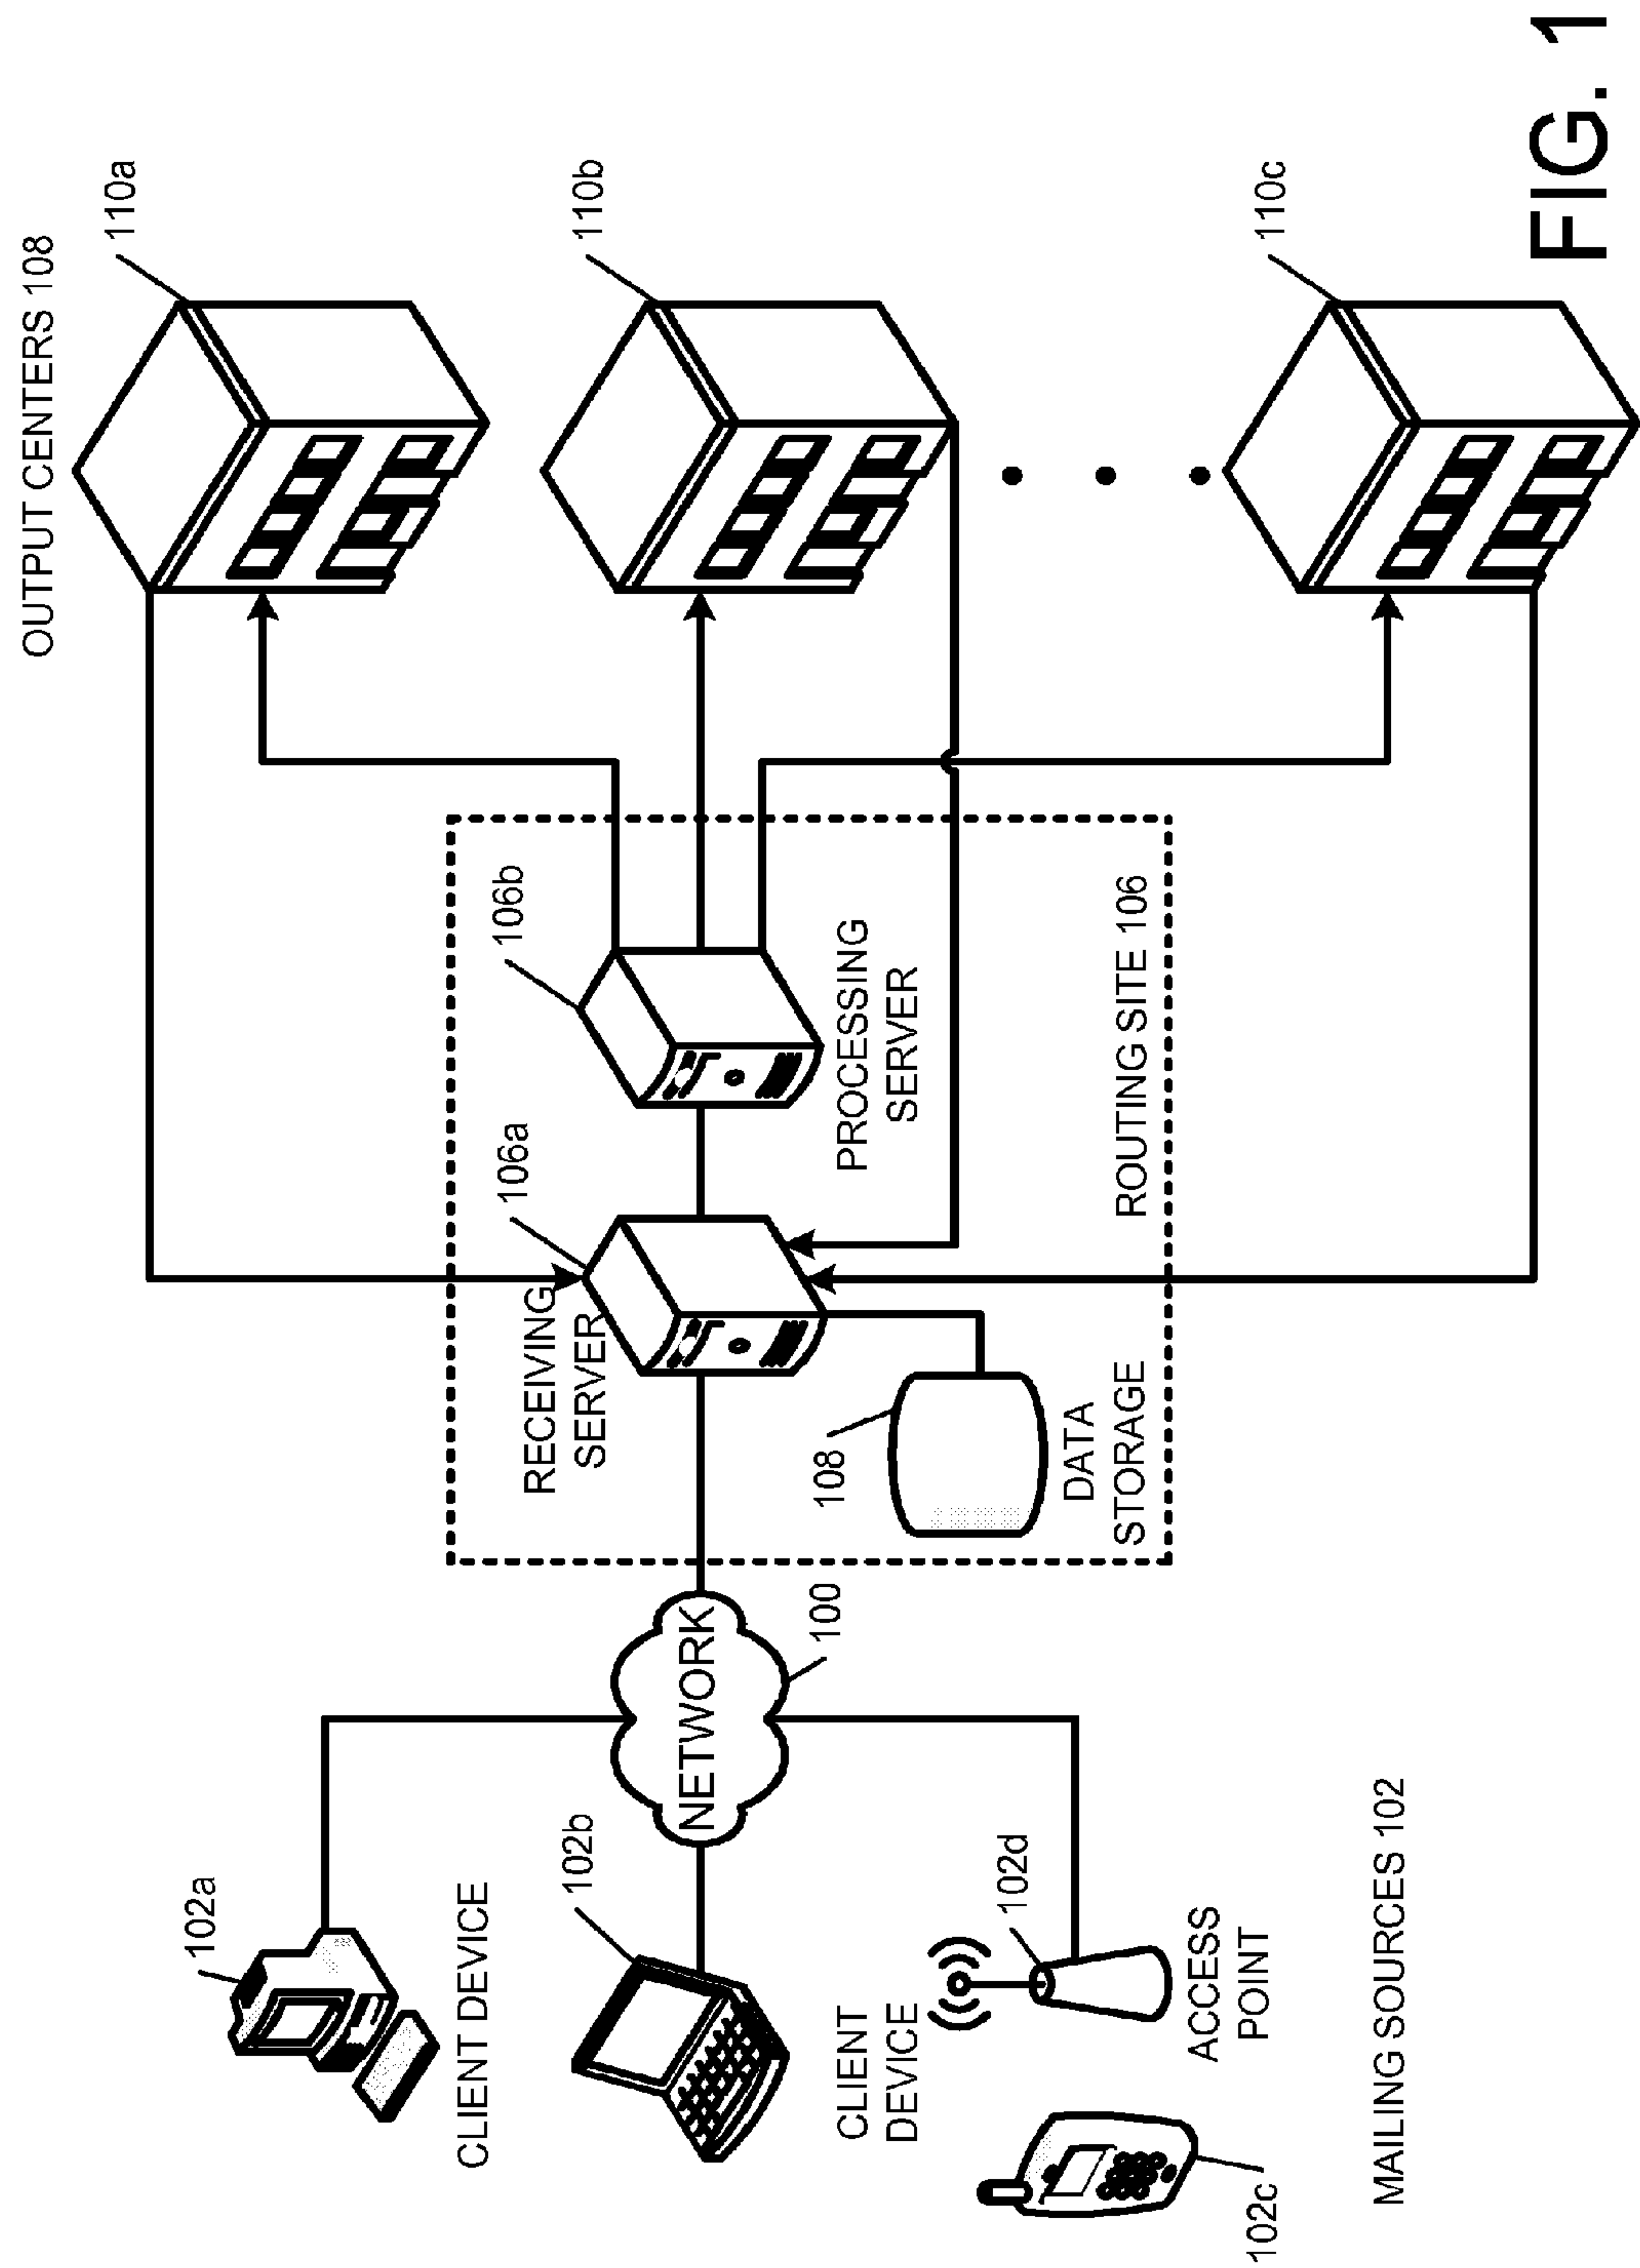 OUTPUT CENTERS 108
110a
110b
110c
106b
PROCESSING
SERVER
106a
RECEIVING
SERVER
ROUTING SITE 106
108
DATA
STORAGE
NETWORK
100
102a
CLIENT DEVICE
102b
CLIENT
DEVICE
102d
ACCESS
POINT
102c
MAILING SOURCES 102
FIG. 1